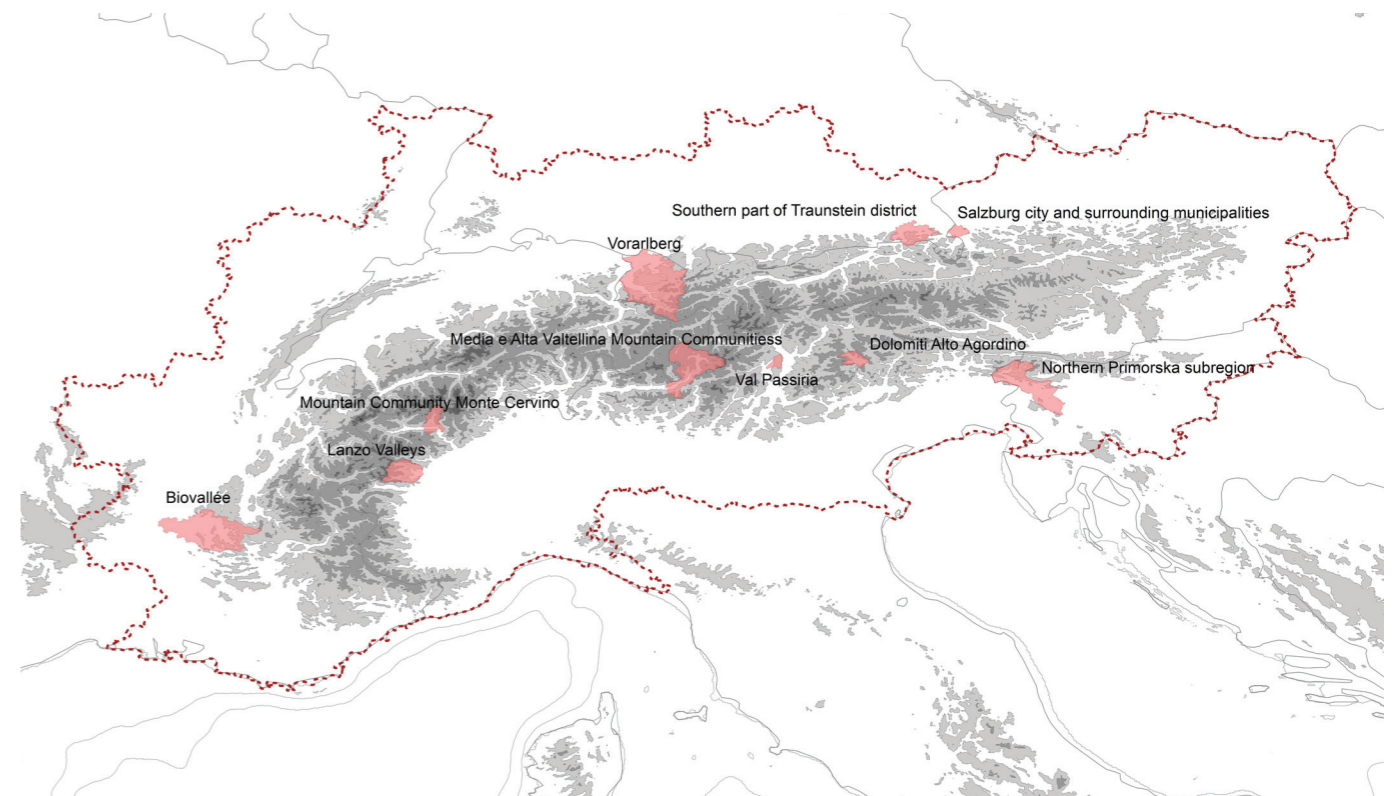 Southern part of Traunstein district
Salzburg city and surrounding municipalities
Vorarlberg
Media e Alta Valtellina Mountain Communitiess
Dolomiti Alto Agordino
Val Passiria
Northern Primorska subregion
Mountain Community Monte Cervino
Lanzo Valleys
Biovallée